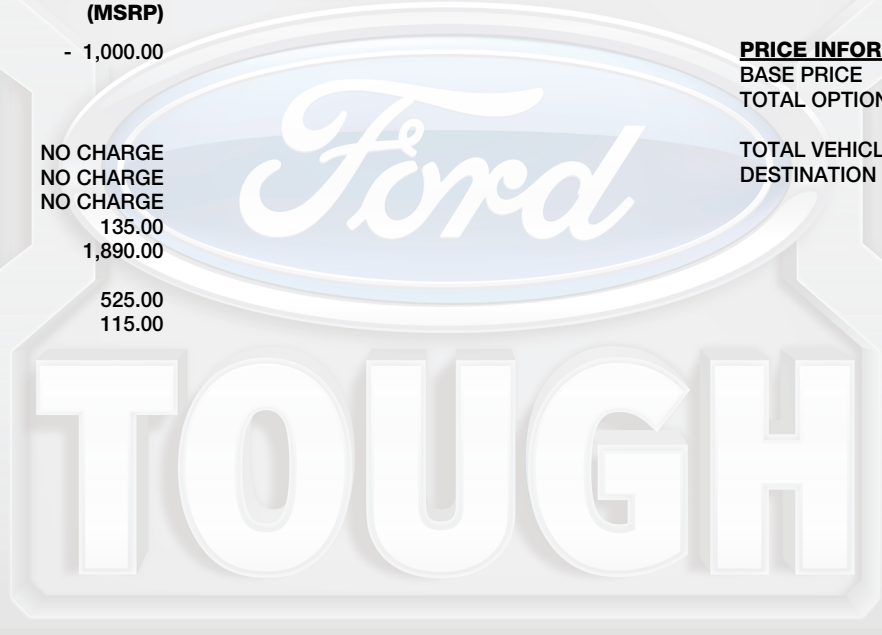 (MSRP)
- 1,000.00
NO CHARGE
NO CHARGE
NO CHARGE
135.00
1,890.00
525.00
115.00
PRICE INFOR
BASE PRICE
TOTAL OPTION
TOTAL VEHICL
DESTINATION
Ford
TOUGH